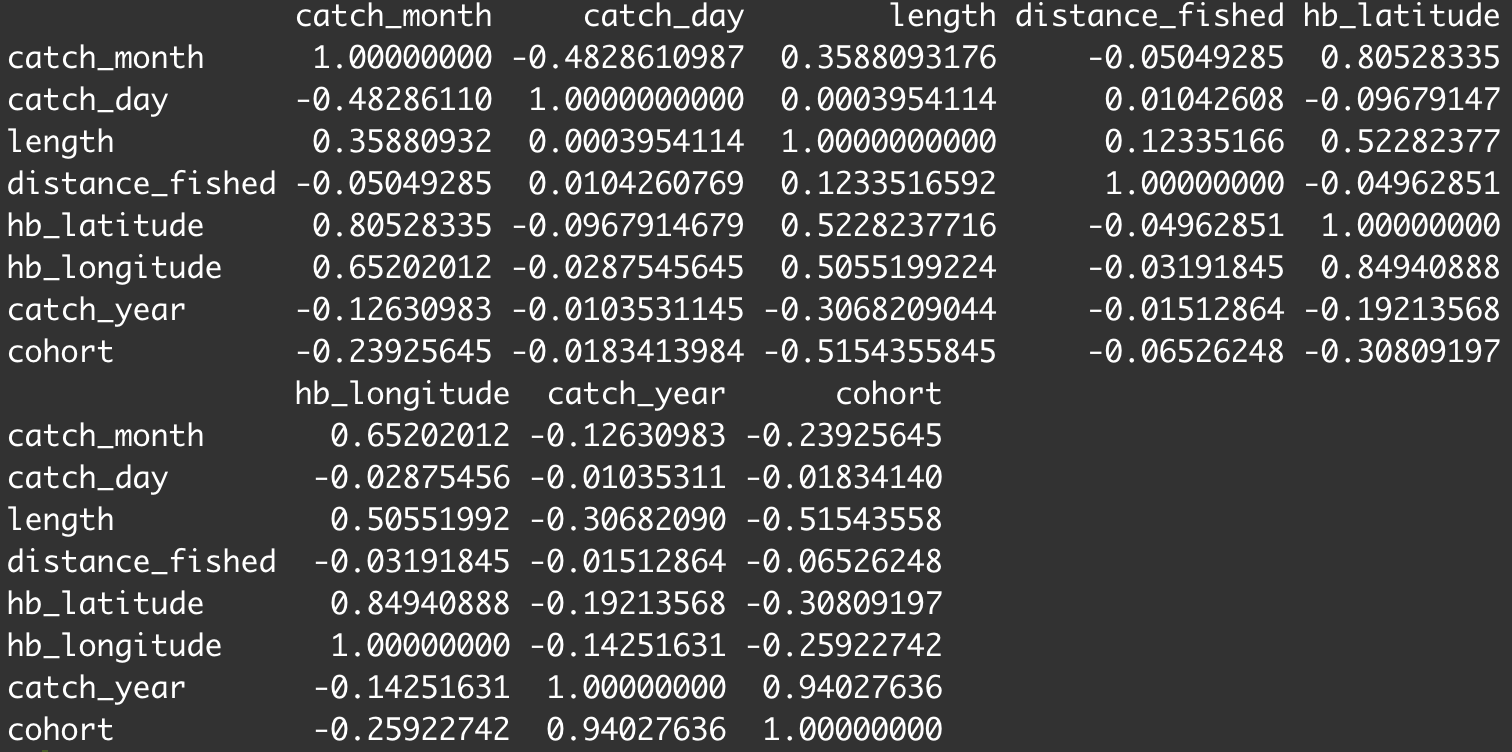 catch_month catch_day length distance_fished hb_latitude
catch_month 1.00000000 -0.4828610987 0.3588093176 -0.05049285 0.80528335
catch_day -0.48286110 1.0000000000 0.0003954114 0.01042608 -0.09679147
length 0.35880932 0.0003954114 1.0000000000 0.12335166 0.52282377
distance_fished -0.05049285 0.0104260769 0.1233516592 1.00000000 -0.04962851
hb_latitude 0.80528335 -0.0967914679 0.5228237716 -0.04962851 1.00000000
hb_longitude 0.65202012 -0.0287545645 0.5055199224 -0.03191845 0.84940888
catch_year -0.12630983 -0.0103531145 -0.3068209044 -0.01512864 -0.19213568
cohort -0.23925645 -0.0183413984 -0.5154355845 -0.06526248 -0.30809197
hb_longitude catch_year cohort
catch_month 0.65202012 -0.12630983 -0.23925645
catch_day -0.02875456 -0.01035311 -0.01834140
length 0.50551992 -0.30682090 -0.51543558
distance_fished -0.03191845 -0.01512864 -0.06526248
hb_latitude 0.84940888 -0.19213568 -0.30809197
hb_longitude 1.00000000 -0.14251631 -0.25922742
catch_year -0.14251631 1.00000000 0.94027636
cohort -0.25922742 0.94027636 1.00000000